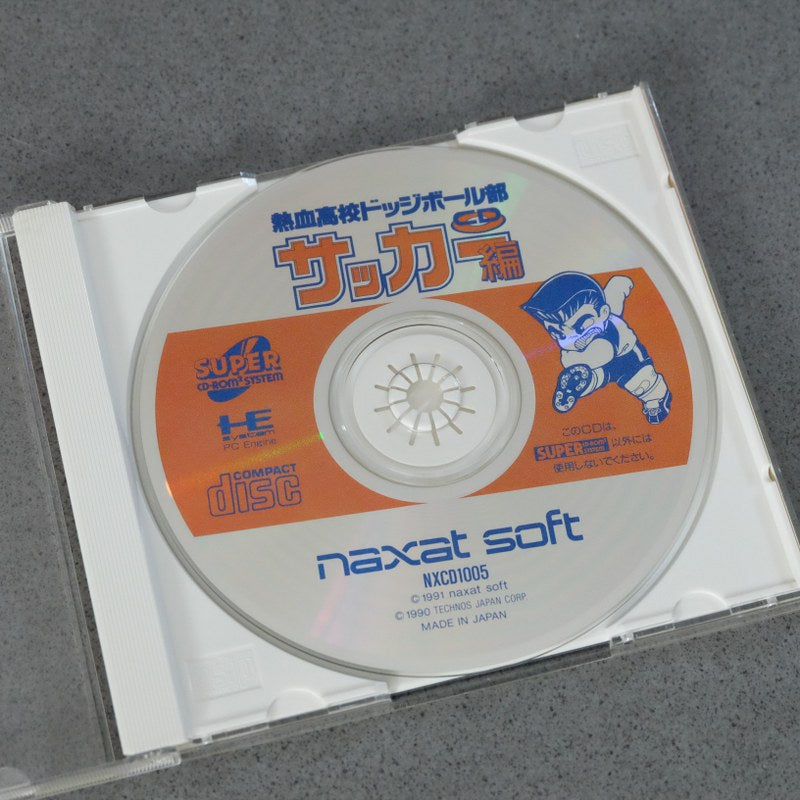 熱血高校ドッジボール部
CD
サッカー編
SUPER
CD-ROM² SYSTEM
HE
system
PC Engine
COMPACT
disc
このCDは、
SUPER CD-ROM² SYSTEM 以外には
使用しないでください。
naxat soft
NXCD1005
©1991 naxat soft
©1990 TECHNOS JAPAN CORP.
MADE IN JAPAN